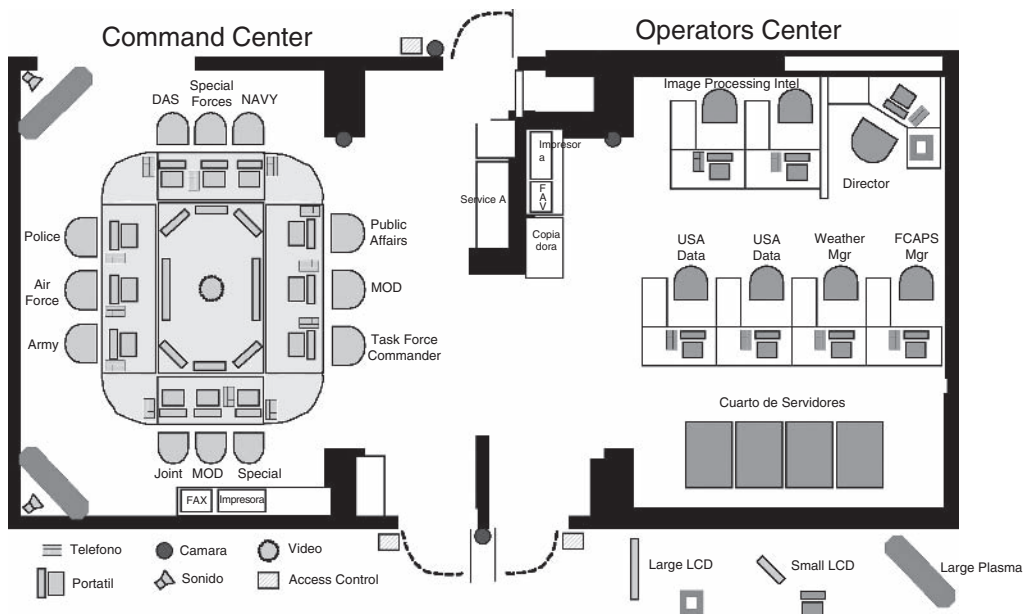 Command Center
Operators Center
Special
Forces
DAS
NAVY
Image Processing Intel
Impresor
a
Director
Service A
F
A
V
Copia
dora
Police
Public
Affairs
Air
Force
MOD
Army
Task Force
Commander
USA
Data
USA
Data
Weather
Mgr
FCAPS
Mgr
Cuarto de Servidores
Joint
MOD
Special
FAX
Impresora
Telefono
Camara
Video
Portatil
Sonido
Access Control
Large LCD
Small LCD
Large Plasma